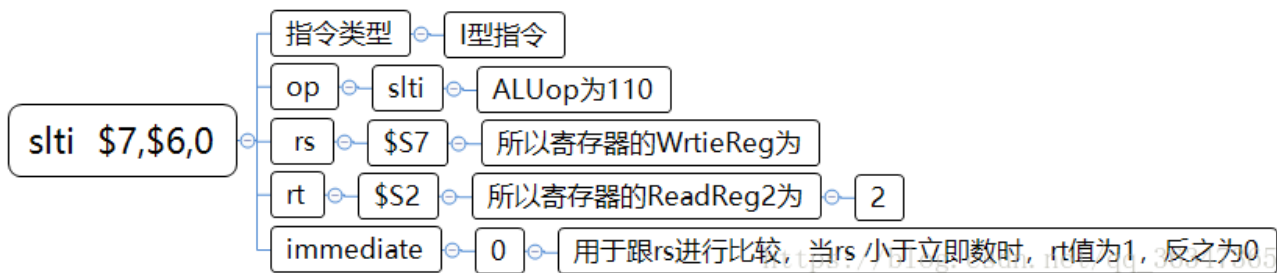 指令类型 I型指令
op slti ALUop为110
slti $7,$6,0
rs $S7 所以寄存器的WrtieReg为
rt $S2 所以寄存器的ReadReg2为 2
immediate 0 用于跟rs进行比较，当rs 小于立即数时，rt值为1，反之为0